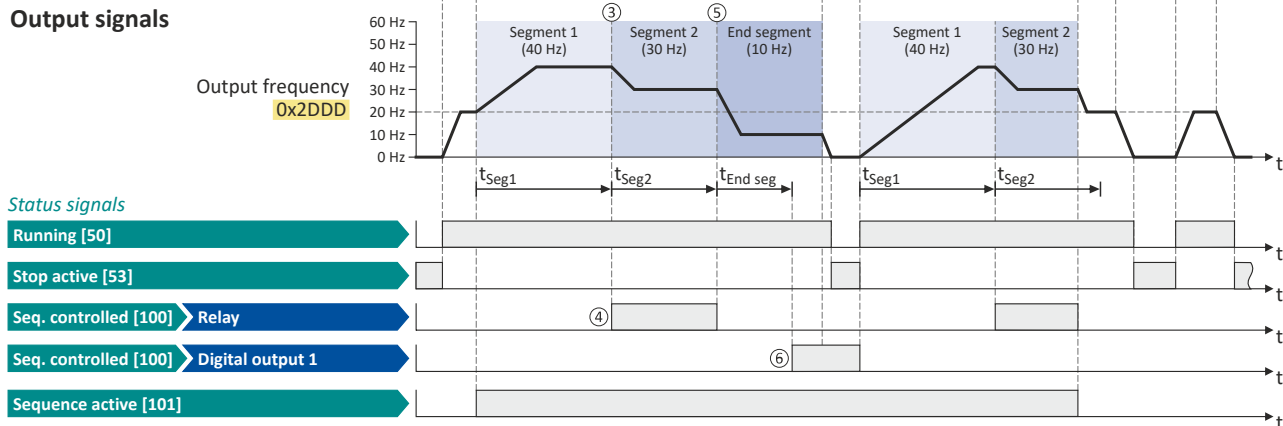 Output signals
③ ⑤
60 Hz
50 Hz
40 Hz
30 Hz
20 Hz
10 Hz
0 Hz
Output frequency
0x2DDD
Segment 1
(40 Hz)
Segment 2
(30 Hz)
End segment
(10 Hz)
Segment 1
(40 Hz)
Segment 2
(30 Hz)
t
tSeg1 tSeg2 tEnd seg tSeg1 tSeg2
Status signals
Running [50]
t
Stop active [53]
t
Seq. controlled [100] Relay ④
t
Seq. controlled [100] Digital output 1 ⑥
t
Sequence active [101]
t